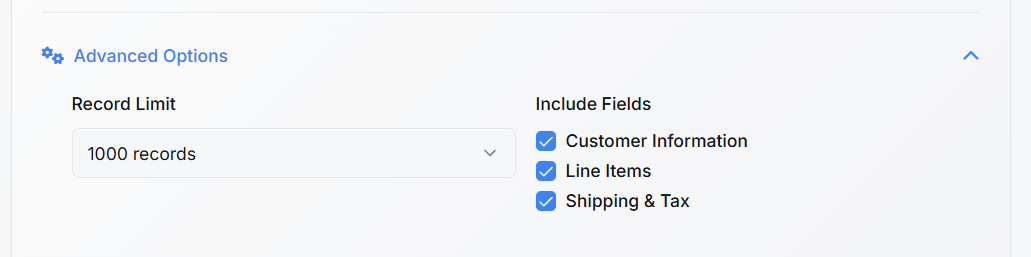 Advanced Options
Record Limit
1000 records
Include Fields
Customer Information
Line Items
Shipping & Tax